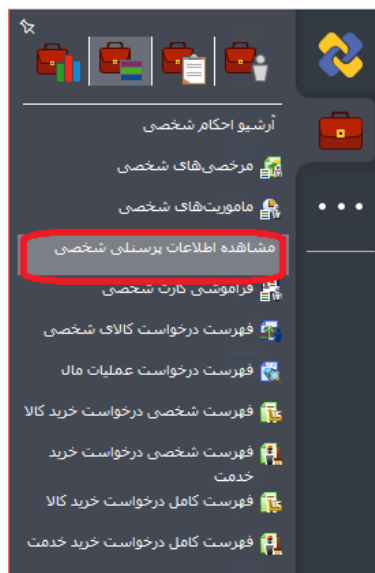 آرشیو احکام شخصی
مرخصی‌های شخصی
ماموریت‌های شخصی
مشاهده اطلاعات پرسنلی شخصی
فراموشی کارت شخصی
فهرست درخواست کالای شخصی
فهرست درخواست عملیات مال
فهرست شخصی درخواست خرید کالا
فهرست شخصی درخواست خرید
خدمت
فهرست کامل درخواست خرید کالا
فهرست کامل درخواست خرید خدمت